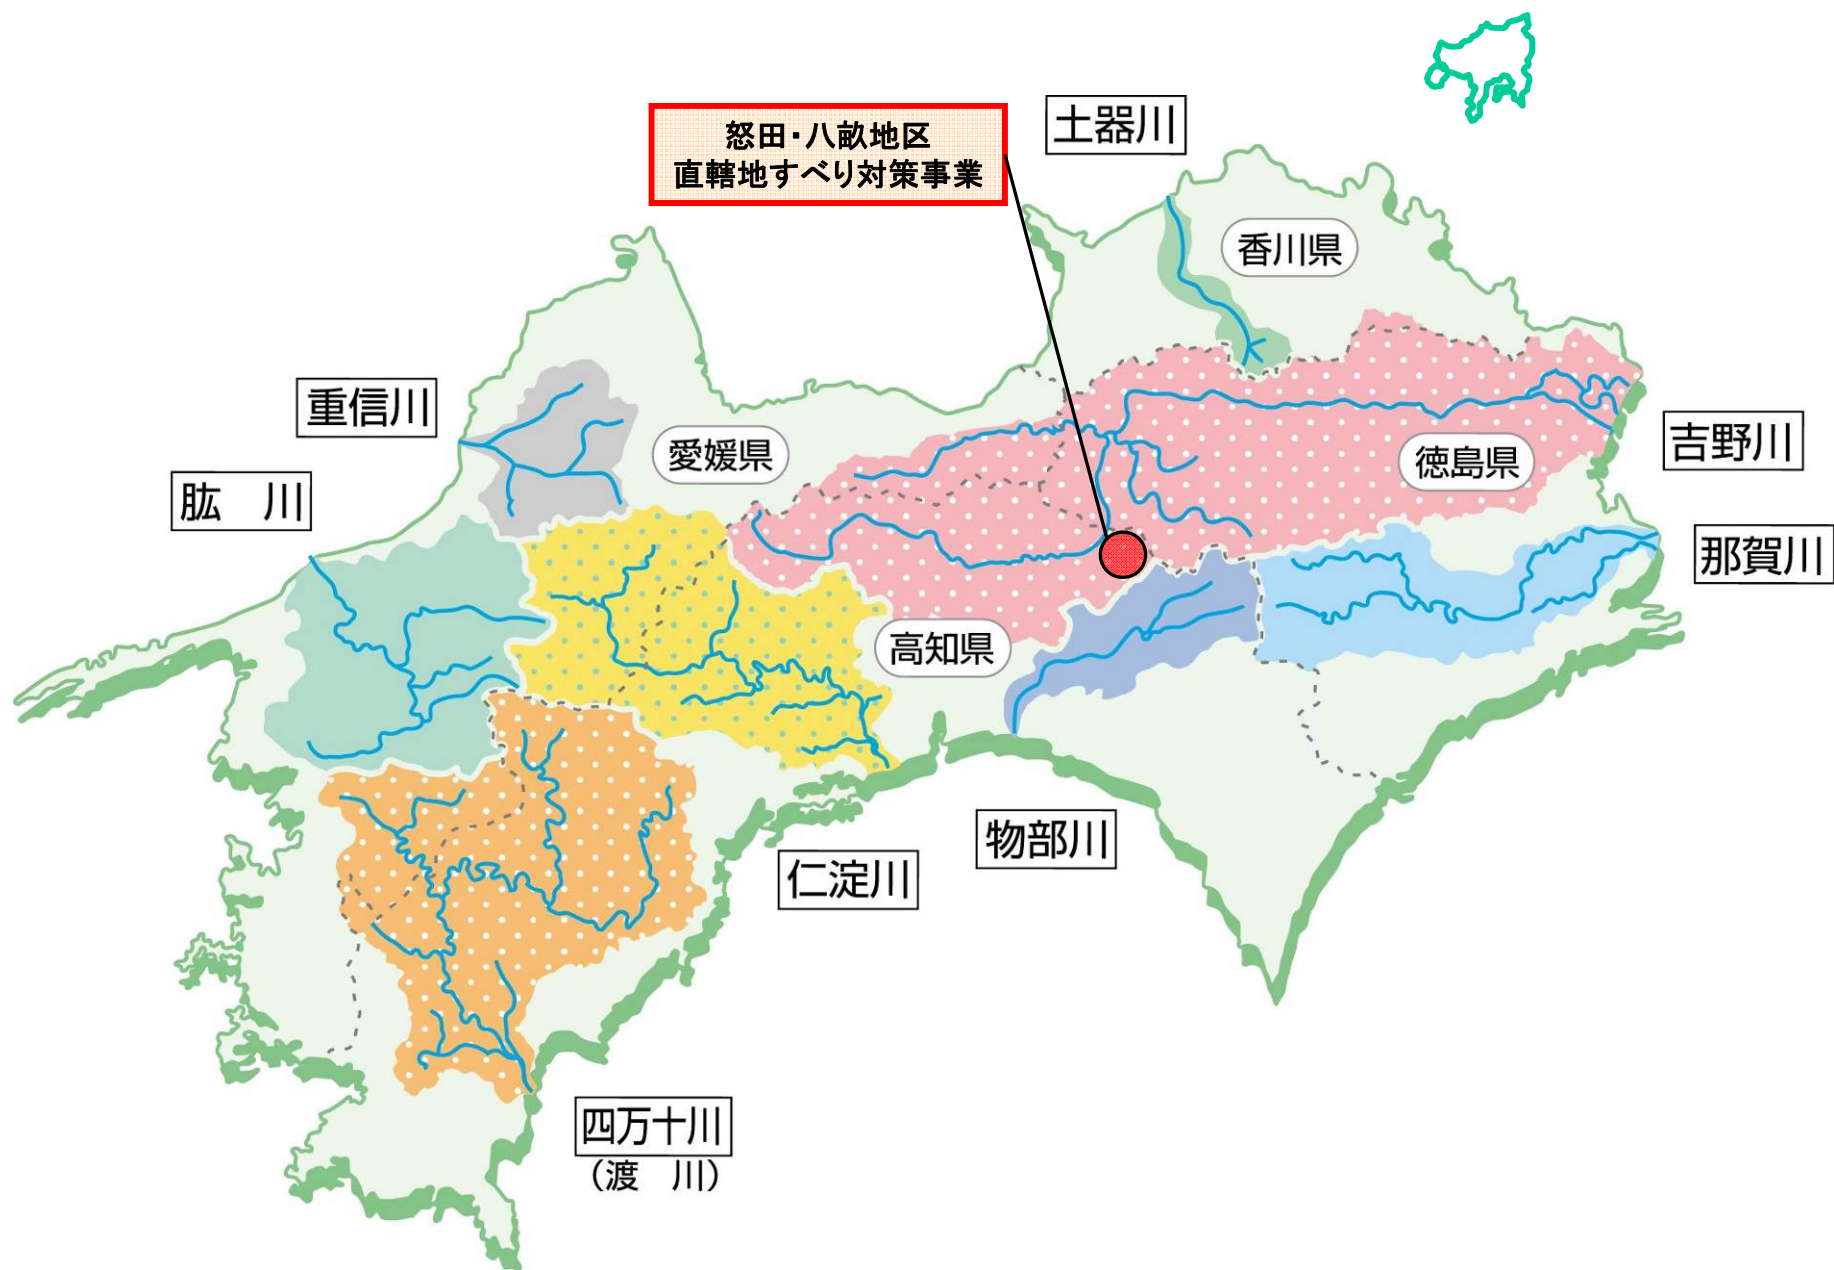 土器川
怒田・八畝地区
直轄地すべり対策事業
香川県
重信川
愛媛県
吉野川
徳島県
肱　川
那賀川
高知県
物部川
仁淀川
四万十川
（渡　川）